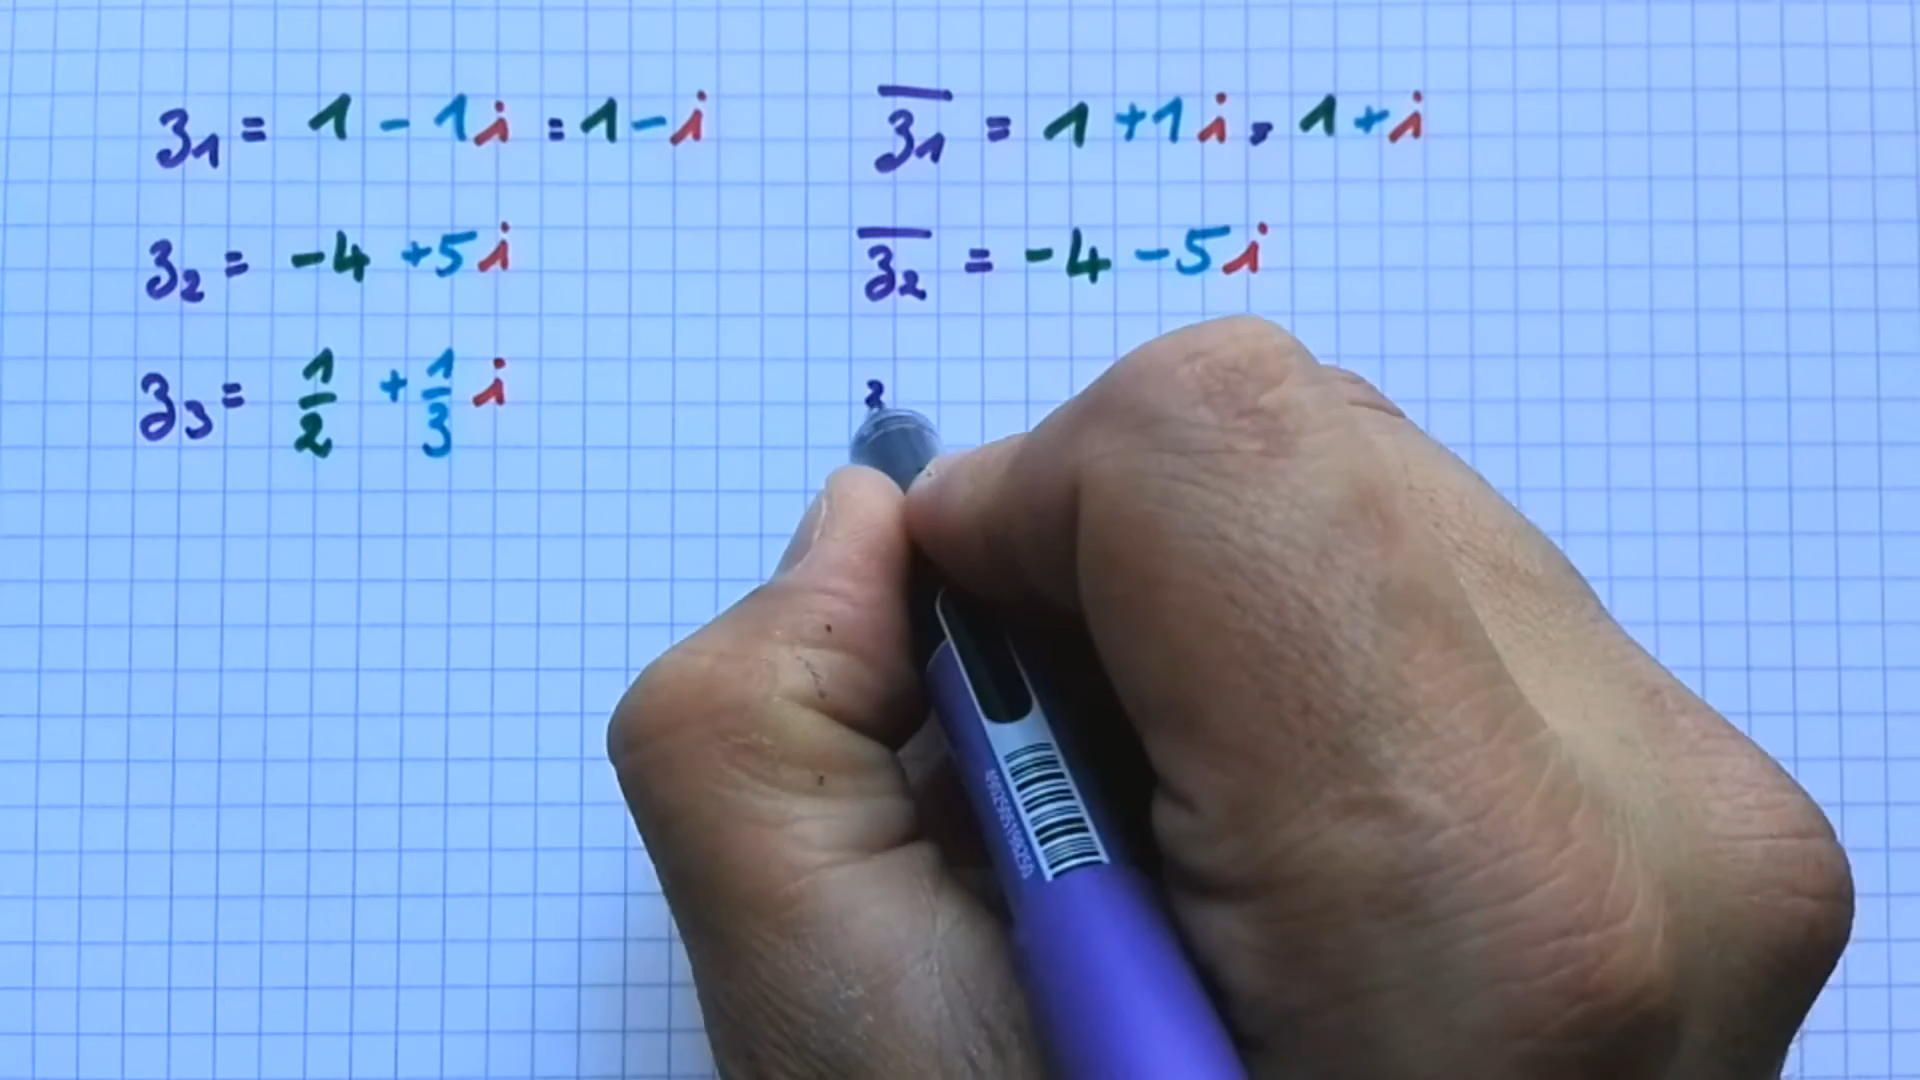 z₁ = 1 - 1i = 1 - i
z̅₁ = 1 + 1i = 1 + i
z₂ = -4 + 5i
z̅₂ = -4 - 5i
z₃ = 1/2 + 1/3 i